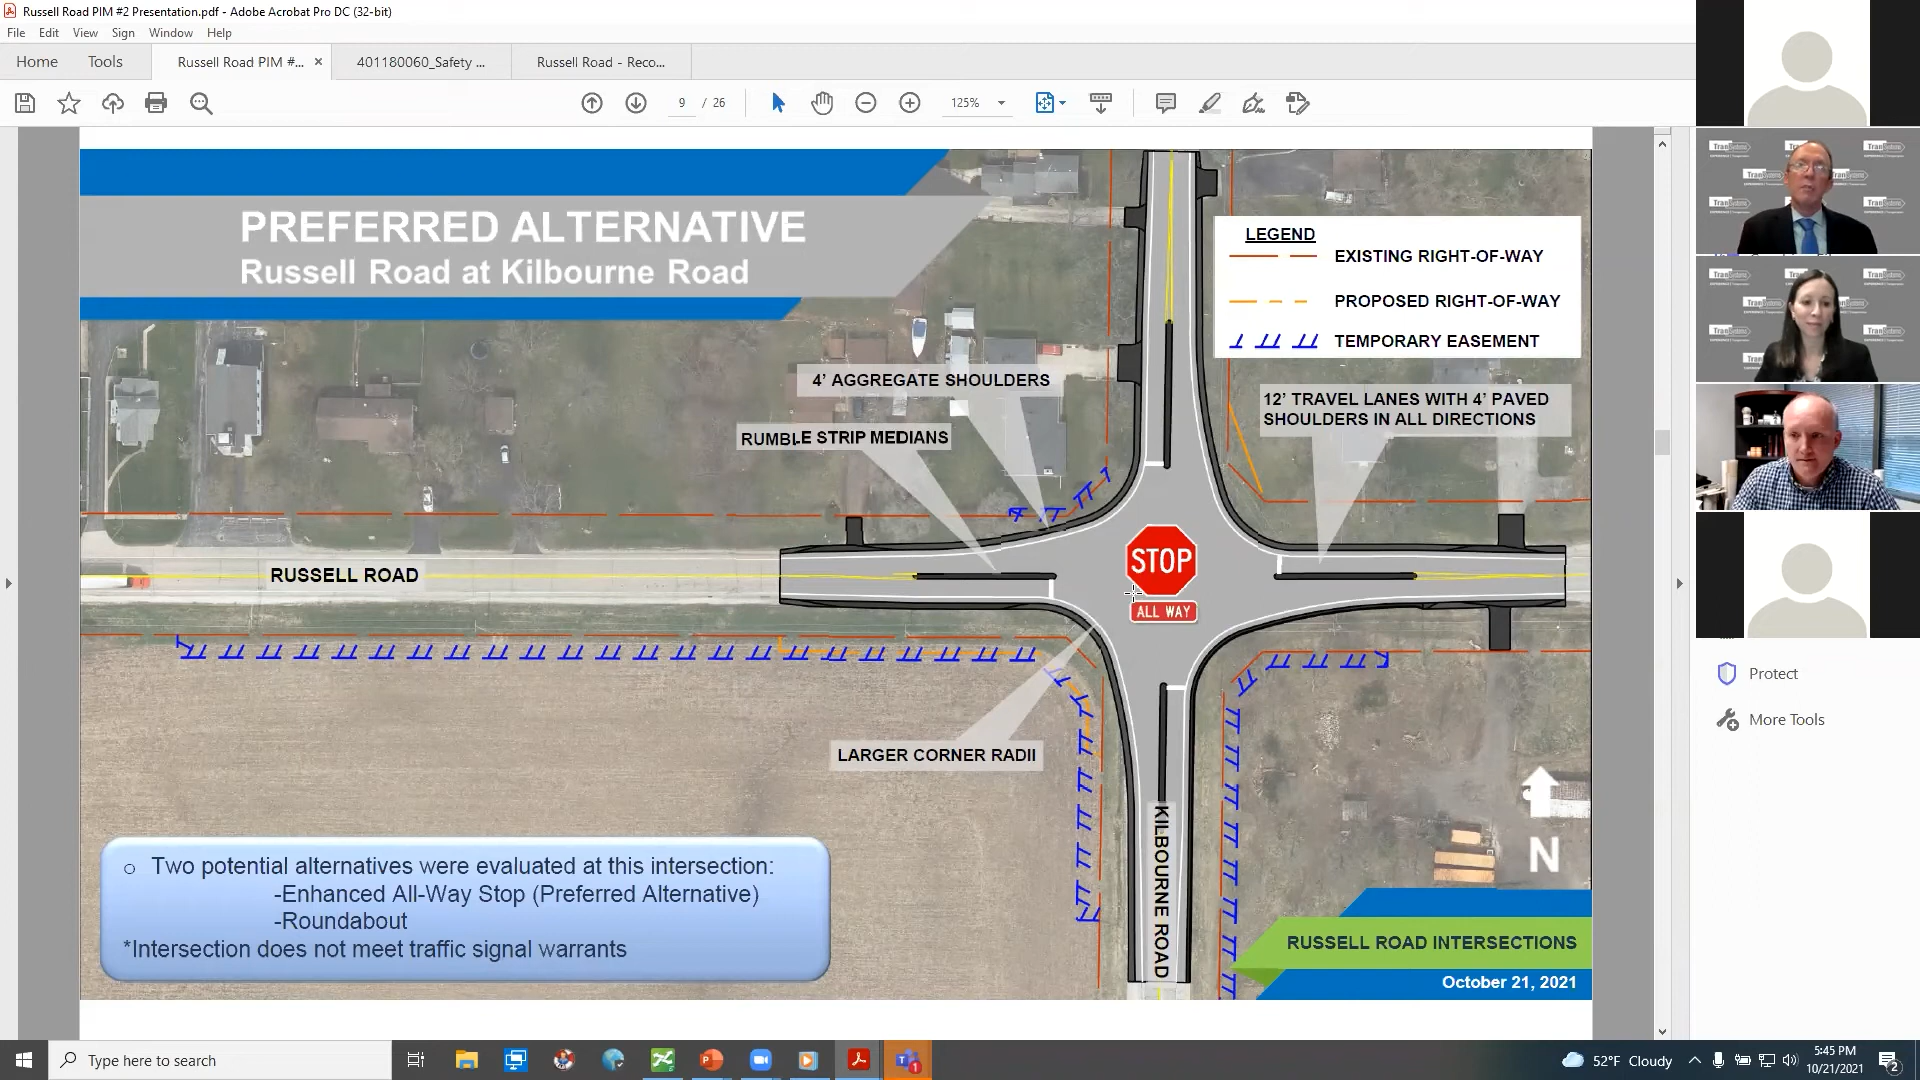 Russell Road PIM #2 Presentation.pdf - Adobe Acrobat Pro DC (32-bit)
File Edit View Sign Window Help
Home Tools Russell Road PIM #... × 401180060_Safety ... Russell Road - Reco...
9 / 26 125%
PREFERRED ALTERNATIVE
Russell Road at Kilbourne Road
LEGEND
EXISTING RIGHT-OF-WAY
PROPOSED RIGHT-OF-WAY
TEMPORARY EASEMENT
4' AGGREGATE SHOULDERS
12' TRAVEL LANES WITH 4' PAVED
SHOULDERS IN ALL DIRECTIONS
RUMBLE STRIP MEDIANS
RUSSELL ROAD
STOP
ALL WAY
LARGER CORNER RADII
KILBOURNE ROAD
N
Two potential alternatives were evaluated at this intersection:
-Enhanced All-Way Stop (Preferred Alternative)
-Roundabout
*Intersection does not meet traffic signal warrants
RUSSELL ROAD INTERSECTIONS
October 21, 2021
Protect
More Tools
Type here to search
52°F Cloudy
5:45 PM
10/21/2021
2